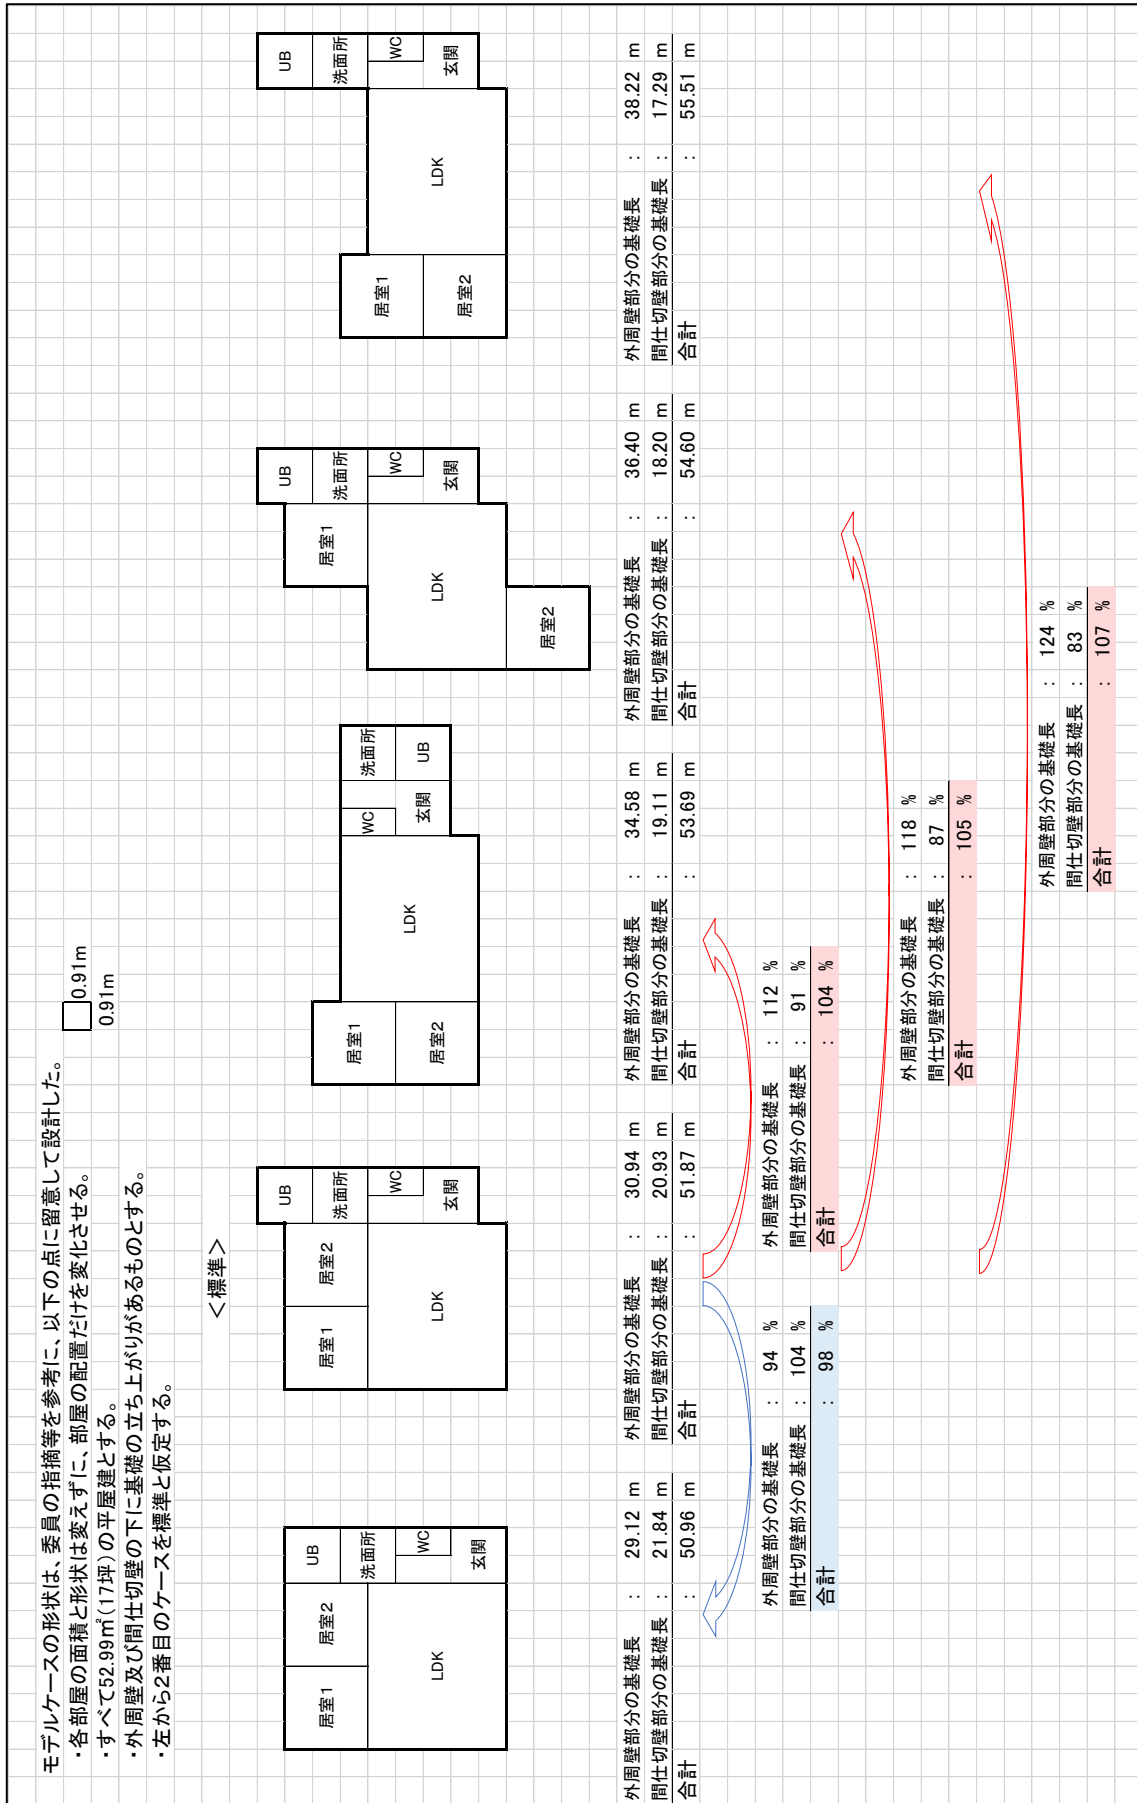 モデルケースの形状は、委員の指摘等を参考に、以下の点に留意して設計した。
・各部屋の面積と形状は変えずに、部屋の配置だけを変化させる。
・すべて52.99㎡(17坪)の平屋建とする。
・外周壁及び間仕切壁の下に基礎の立ち上がりがあるものとする。
・左から2番目のケースを標準と仮定する。
0.91m
0.91m
＜標準＞
居室1
居室2
UB
洗面所
WC
玄関
LDK
居室1
居室2
UB
洗面所
WC
玄関
LDK
居室1
居室2
LDK
WC
玄関
洗面所
UB
居室1
LDK
居室2
UB
洗面所
WC
玄関
居室1
居室2
LDK
UB
洗面所
WC
玄関
外周壁部分の基礎長 : 29.12 m
間仕切壁部分の基礎長 : 21.84 m
合計 : 50.96 m
外周壁部分の基礎長 : 30.94 m
間仕切壁部分の基礎長 : 20.93 m
合計 : 51.87 m
外周壁部分の基礎長 : 34.58 m
間仕切壁部分の基礎長 : 19.11 m
合計 : 53.69 m
外周壁部分の基礎長 : 36.40 m
間仕切壁部分の基礎長 : 18.20 m
合計 : 54.60 m
外周壁部分の基礎長 : 38.22 m
間仕切壁部分の基礎長 : 17.29 m
合計 : 55.51 m
外周壁部分の基礎長 : 94 %
間仕切壁部分の基礎長 : 104 %
合計 : 98 %
外周壁部分の基礎長 : 112 %
間仕切壁部分の基礎長 : 91 %
合計 : 104 %
外周壁部分の基礎長 : 118 %
間仕切壁部分の基礎長 : 87 %
合計 : 105 %
外周壁部分の基礎長 : 124 %
間仕切壁部分の基礎長 : 83 %
合計 : 107 %